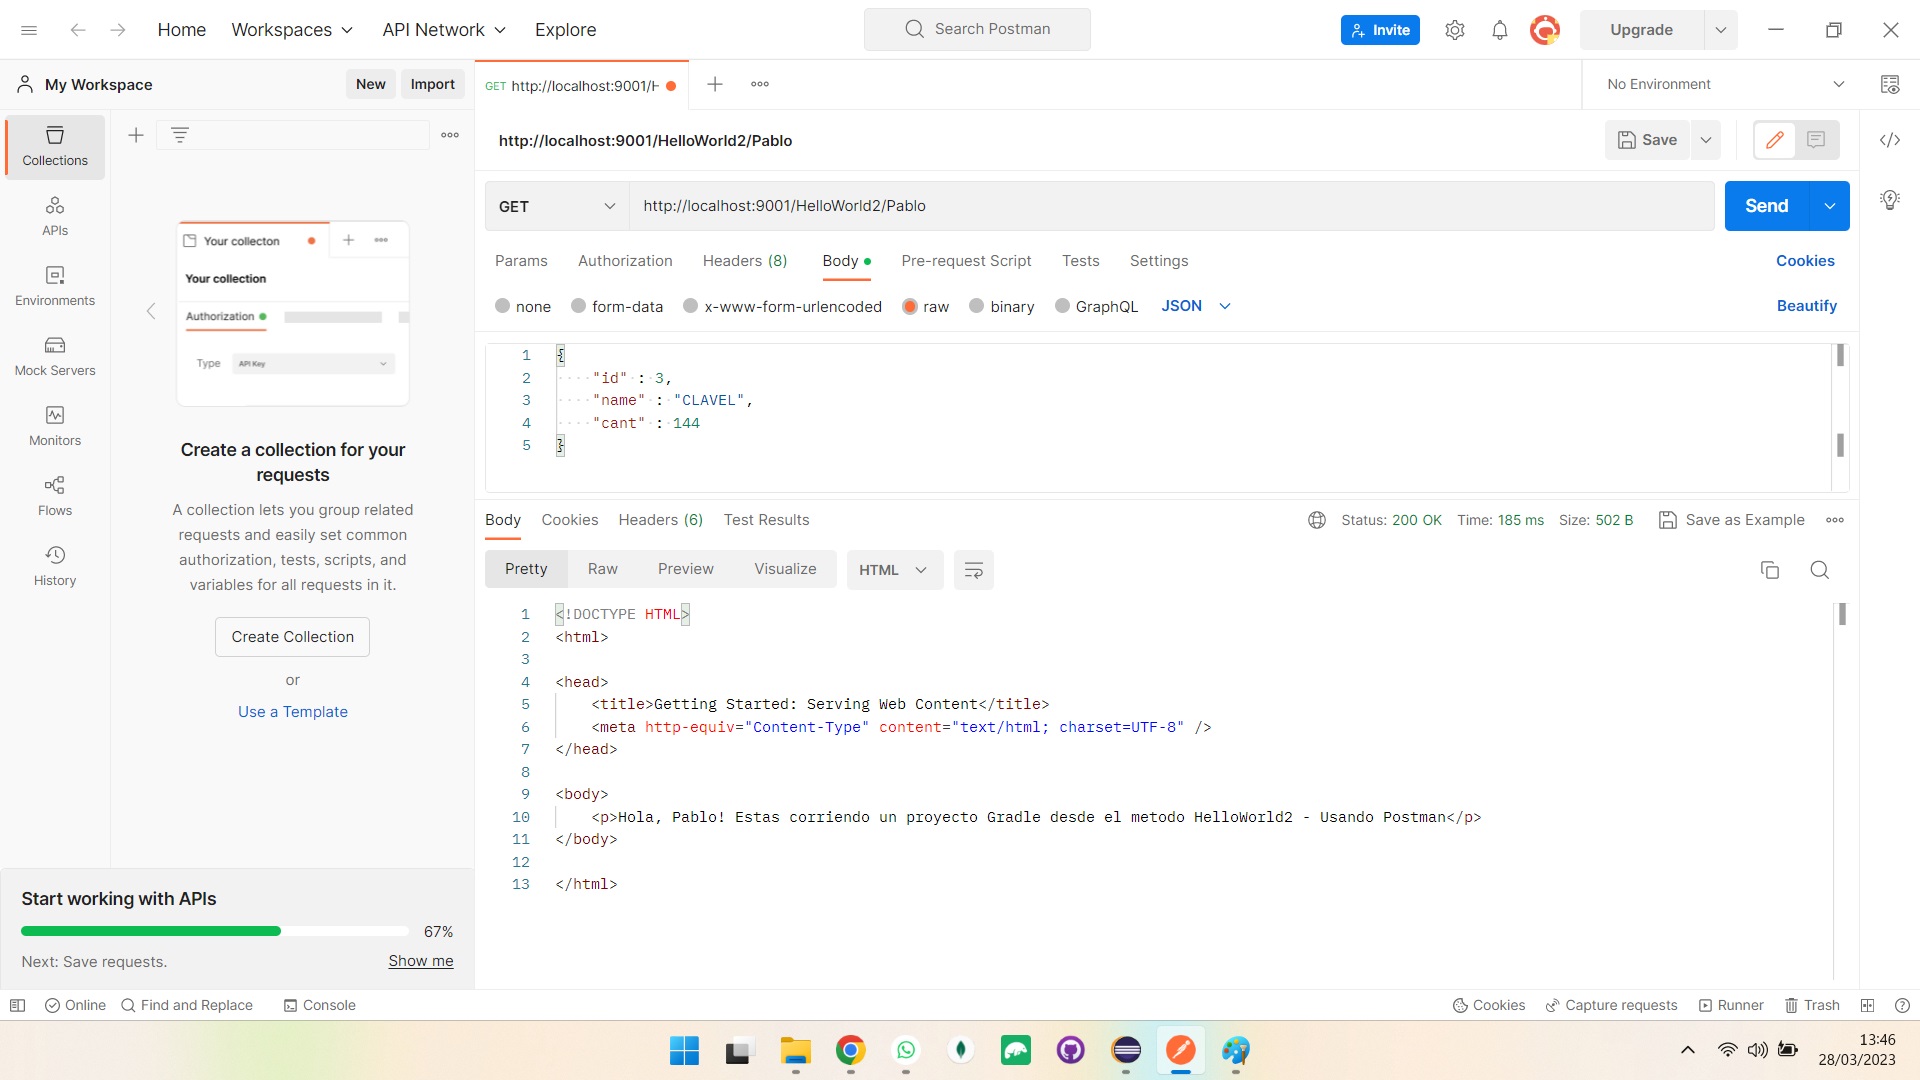 Home Workspaces API Network Explore Search Postman Invite Upgrade
My Workspace New Import GET http://localhost:9001/H No Environment
Collections
APIs
Environments
Mock Servers
Monitors
Flows
History
Your collecton
Your collection
Authorization
Type API Key
Create a collection for your
requests
A collection lets you group related
requests and easily set common
authorization, tests, scripts, and
variables for all requests in it.
Create Collection
or
Use a Template
Start working with APIs
67%
Next: Save requests. Show me
http://localhost:9001/HelloWorld2/Pablo Save
GET http://localhost:9001/HelloWorld2/Pablo Send
Params Authorization Headers (8) Body Pre-request Script Tests Settings Cookies
none form-data x-www-form-urlencoded raw binary GraphQL JSON Beautify
1 {
2 ····"id"·:·3,
3 ····"name"·:·"CLAVEL",
4 ····"cant"·:·144
5 }
Body Cookies Headers (6) Test Results Status: 200 OK Time: 185 ms Size: 502 B Save as Example
Pretty Raw Preview Visualize HTML
1 <!DOCTYPE HTML>
2 <html>
3
4 <head>
5 <title>Getting Started: Serving Web Content</title>
6 <meta http-equiv="Content-Type" content="text/html; charset=UTF-8" />
7 </head>
8
9 <body>
10 <p>Hola, Pablo! Estas corriendo un proyecto Gradle desde el metodo HelloWorld2 - Usando Postman</p>
11 </body>
12
13 </html>
Online Find and Replace Console Cookies Capture requests Runner Trash
13:46
28/03/2023